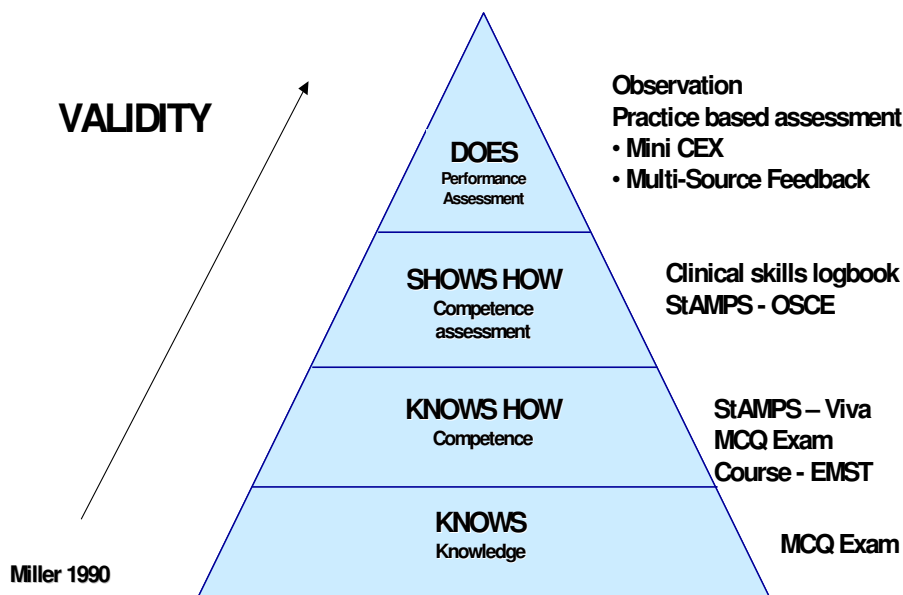 VALIDITY
Observation
Practice based assessment
• Mini CEX
• Multi-Source Feedback
DOES
Performance
Assessment
SHOWS HOW
Competence
assessment
Clinical skills logbook
StAMPS - OSCE
KNOWS HOW
Competence
StAMPS – Viva
MCQ Exam
Course - EMST
KNOWS
Knowledge
MCQ Exam
Miller 1990